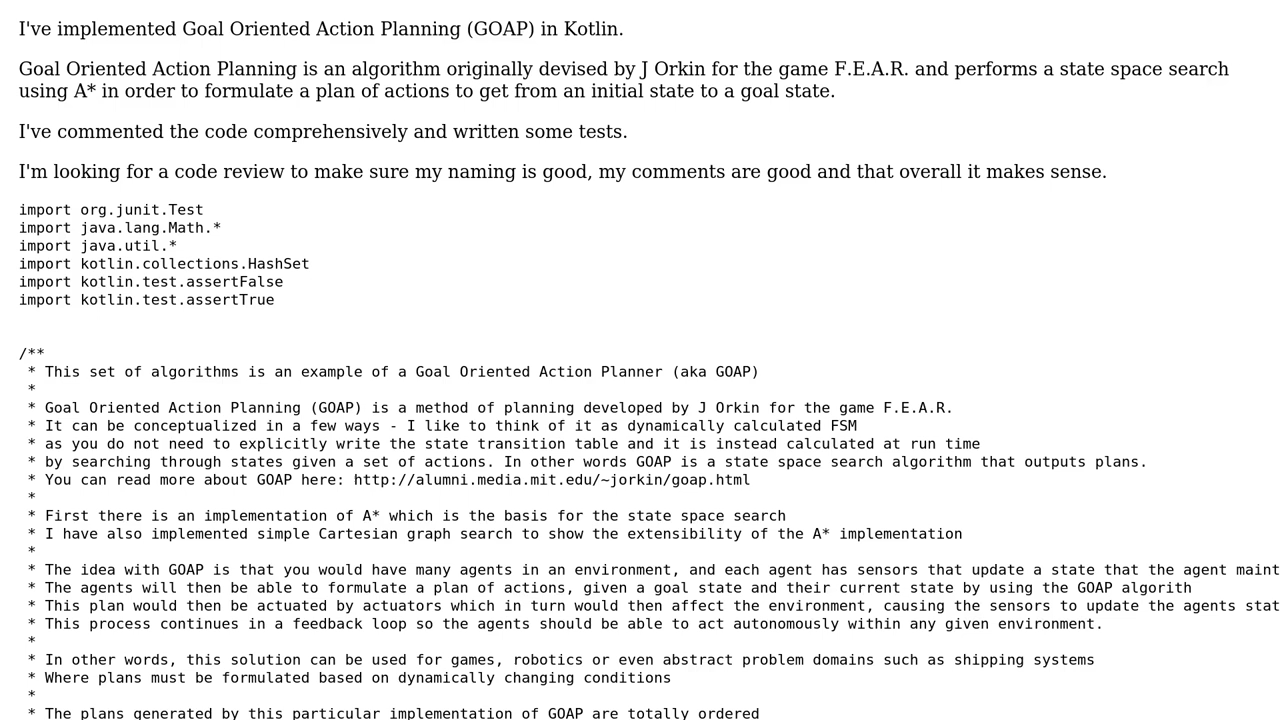 I've implemented Goal Oriented Action Planning (GOAP) in Kotlin.
Goal Oriented Action Planning is an algorithm originally devised by J Orkin for the game F.E.A.R. and performs a state space search
using A* in order to formulate a plan of actions to get from an initial state to a goal state.
I've commented the code comprehensively and written some tests.
I'm looking for a code review to make sure my naming is good, my comments are good and that overall it makes sense.
import org.junit.Test
import java.lang.Math.*
import java.util.*
import kotlin.collections.HashSet
import kotlin.test.assertFalse
import kotlin.test.assertTrue
/**
* This set of algorithms is an example of a Goal Oriented Action Planner (aka GOAP)
*
* Goal Oriented Action Planning (GOAP) is a method of planning developed by J Orkin for the game F.E.A.R.
* It can be conceptualized in a few ways - I like to think of it as dynamically calculated FSM
* as you do not need to explicitly write the state transition table and it is instead calculated at run time
* by searching through states given a set of actions. In other words GOAP is a state space search algorithm that outputs plans.
* You can read more about GOAP here: http://alumni.media.mit.edu/~jorkin/goap.html
*
* First there is an implementation of A* which is the basis for the state space search
* I have also implemented simple Cartesian graph search to show the extensibility of the A* implementation
*
* The idea with GOAP is that you would have many agents in an environment, and each agent has sensors that update a state that the agent maint
* The agents will then be able to formulate a plan of actions, given a goal state and their current state by using the GOAP algorith
* This plan would then be actuated by actuators which in turn would then affect the environment, causing the sensors to update the agents stat
* This process continues in a feedback loop so the agents should be able to act autonomously within any given environment.
*
* In other words, this solution can be used for games, robotics or even abstract problem domains such as shipping systems
* Where plans must be formulated based on dynamically changing conditions
*
* The plans generated by this particular implementation of GOAP are totally ordered